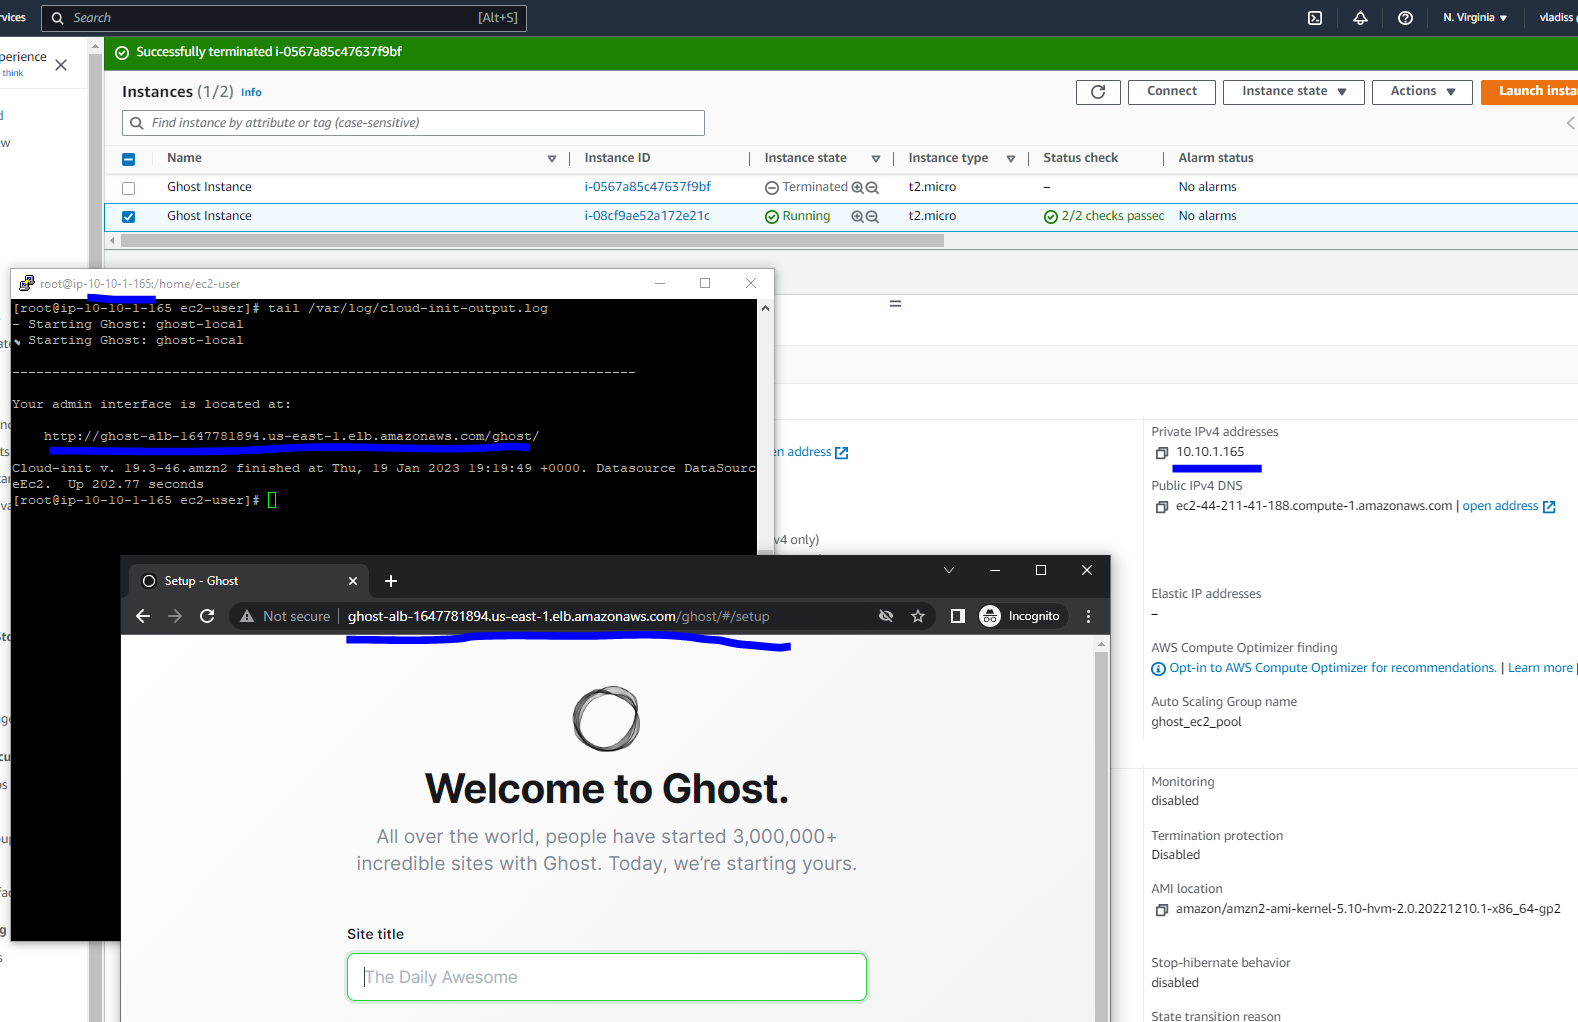 rvices
Search
[Alt+S]
N. Virginia
vladiss
perience
think
Successfully terminated i-0567a85c47637f9bf
Instances (1/2) Info
Connect
Instance state
Actions
Launch insta
Find instance by attribute or tag (case-sensitive)
Name Instance ID Instance state Instance type Status check Alarm status
Ghost Instance i-0567a85c47637f9bf Terminated t2.micro – No alarms
Ghost Instance i-08cf9ae52a172e21c Running t2.micro 2/2 checks passed No alarms
root@ip-10-10-1-165:/home/ec2-user
[root@ip-10-10-1-165 ec2-user]# tail /var/log/cloud-init-output.log
- Starting Ghost: ghost-local
✔ Starting Ghost: ghost-local
------------------------------------------------------------------------------
Your admin interface is located at:
http://ghost-alb-1647781894.us-east-1.elb.amazonaws.com/ghost/
Cloud-init v. 19.3-46.amzn2 finished at Thu, 19 Jan 2023 19:19:49 +0000. Datasource DataSourc
eEc2.  Up 202.77 seconds
[root@ip-10-10-1-165 ec2-user]#
en address
v4 only)
Private IPv4 addresses
10.10.1.165
Public IPv4 DNS
ec2-44-211-41-188.compute-1.amazonaws.com | open address
Elastic IP addresses
–
AWS Compute Optimizer finding
Opt-in to AWS Compute Optimizer for recommendations. | Learn more
Auto Scaling Group name
ghost_ec2_pool
Monitoring
disabled
Termination protection
Disabled
AMI location
amazon/amzn2-ami-kernel-5.10-hvm-2.0.20221210.1-x86_64-gp2
Stop-hibernate behavior
disabled
State transition reason
Setup - Ghost
Not secure
ghost-alb-1647781894.us-east-1.elb.amazonaws.com/ghost/#/setup
Incognito
Welcome to Ghost.
All over the world, people have started 3,000,000+
incredible sites with Ghost. Today, we're starting yours.
Site title
The Daily Awesome